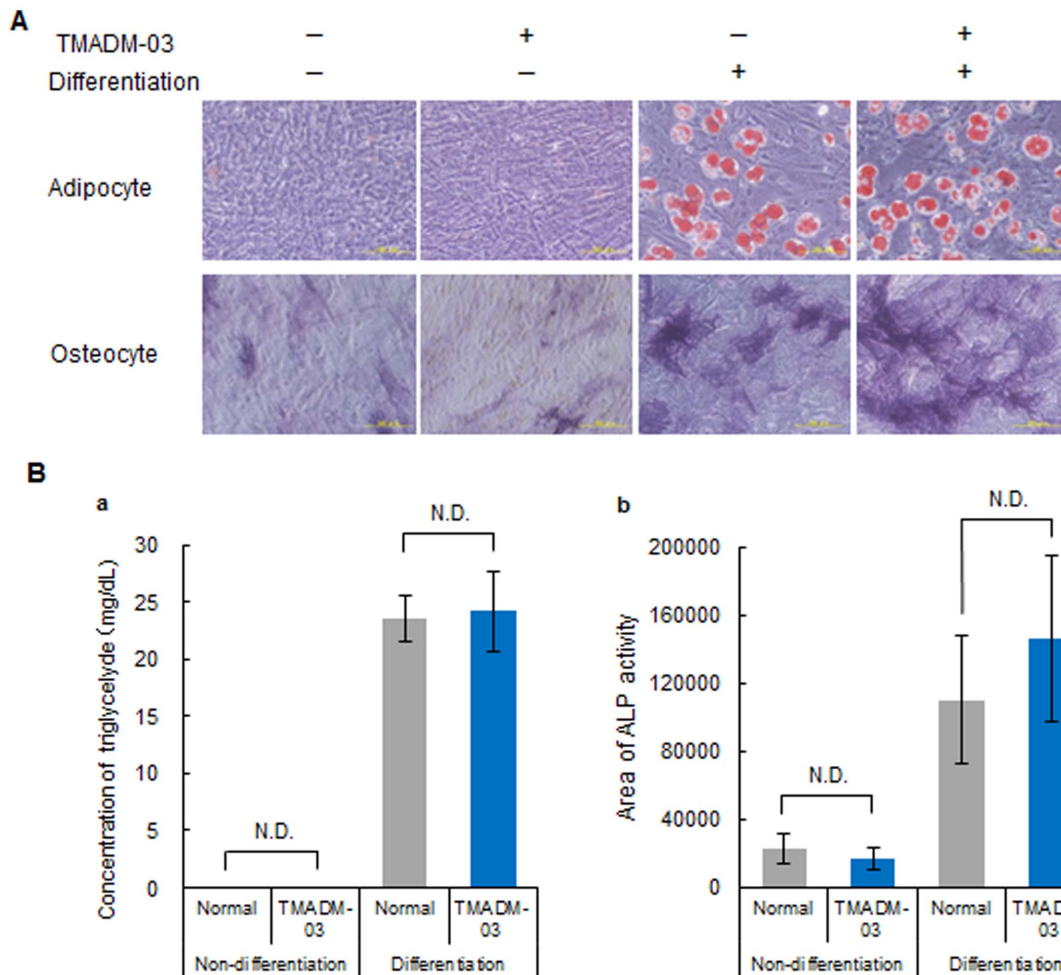 A
TMADM-03 – + – +
Differentiation – – + +
Adipocyte
Osteocyte
B
a
N.D.
30
25
20
15
10
5
0
Concentration of triglycelyde (mg/dL)
N.D.
Normal TMADM-03 Normal TMADM-03
Non-differentiation Differentiation
b
N.D.
200000
160000
120000
80000
40000
0
Area of ALP activity
N.D.
Normal TMADM-03 Normal
Non-differentiation Differentiation